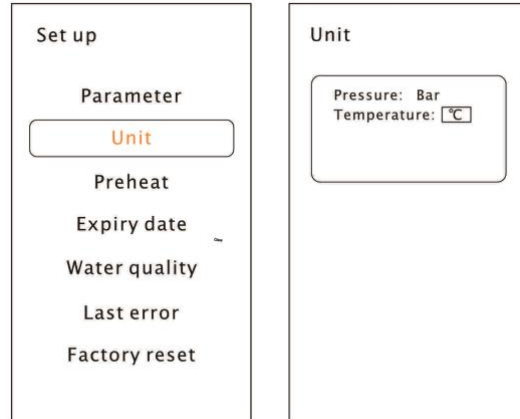 Set up
Parameter
Unit
Preheat
Expiry date
Water quality
Last error
Factory reset
Unit
Pressure: Bar
Temperature: ℃